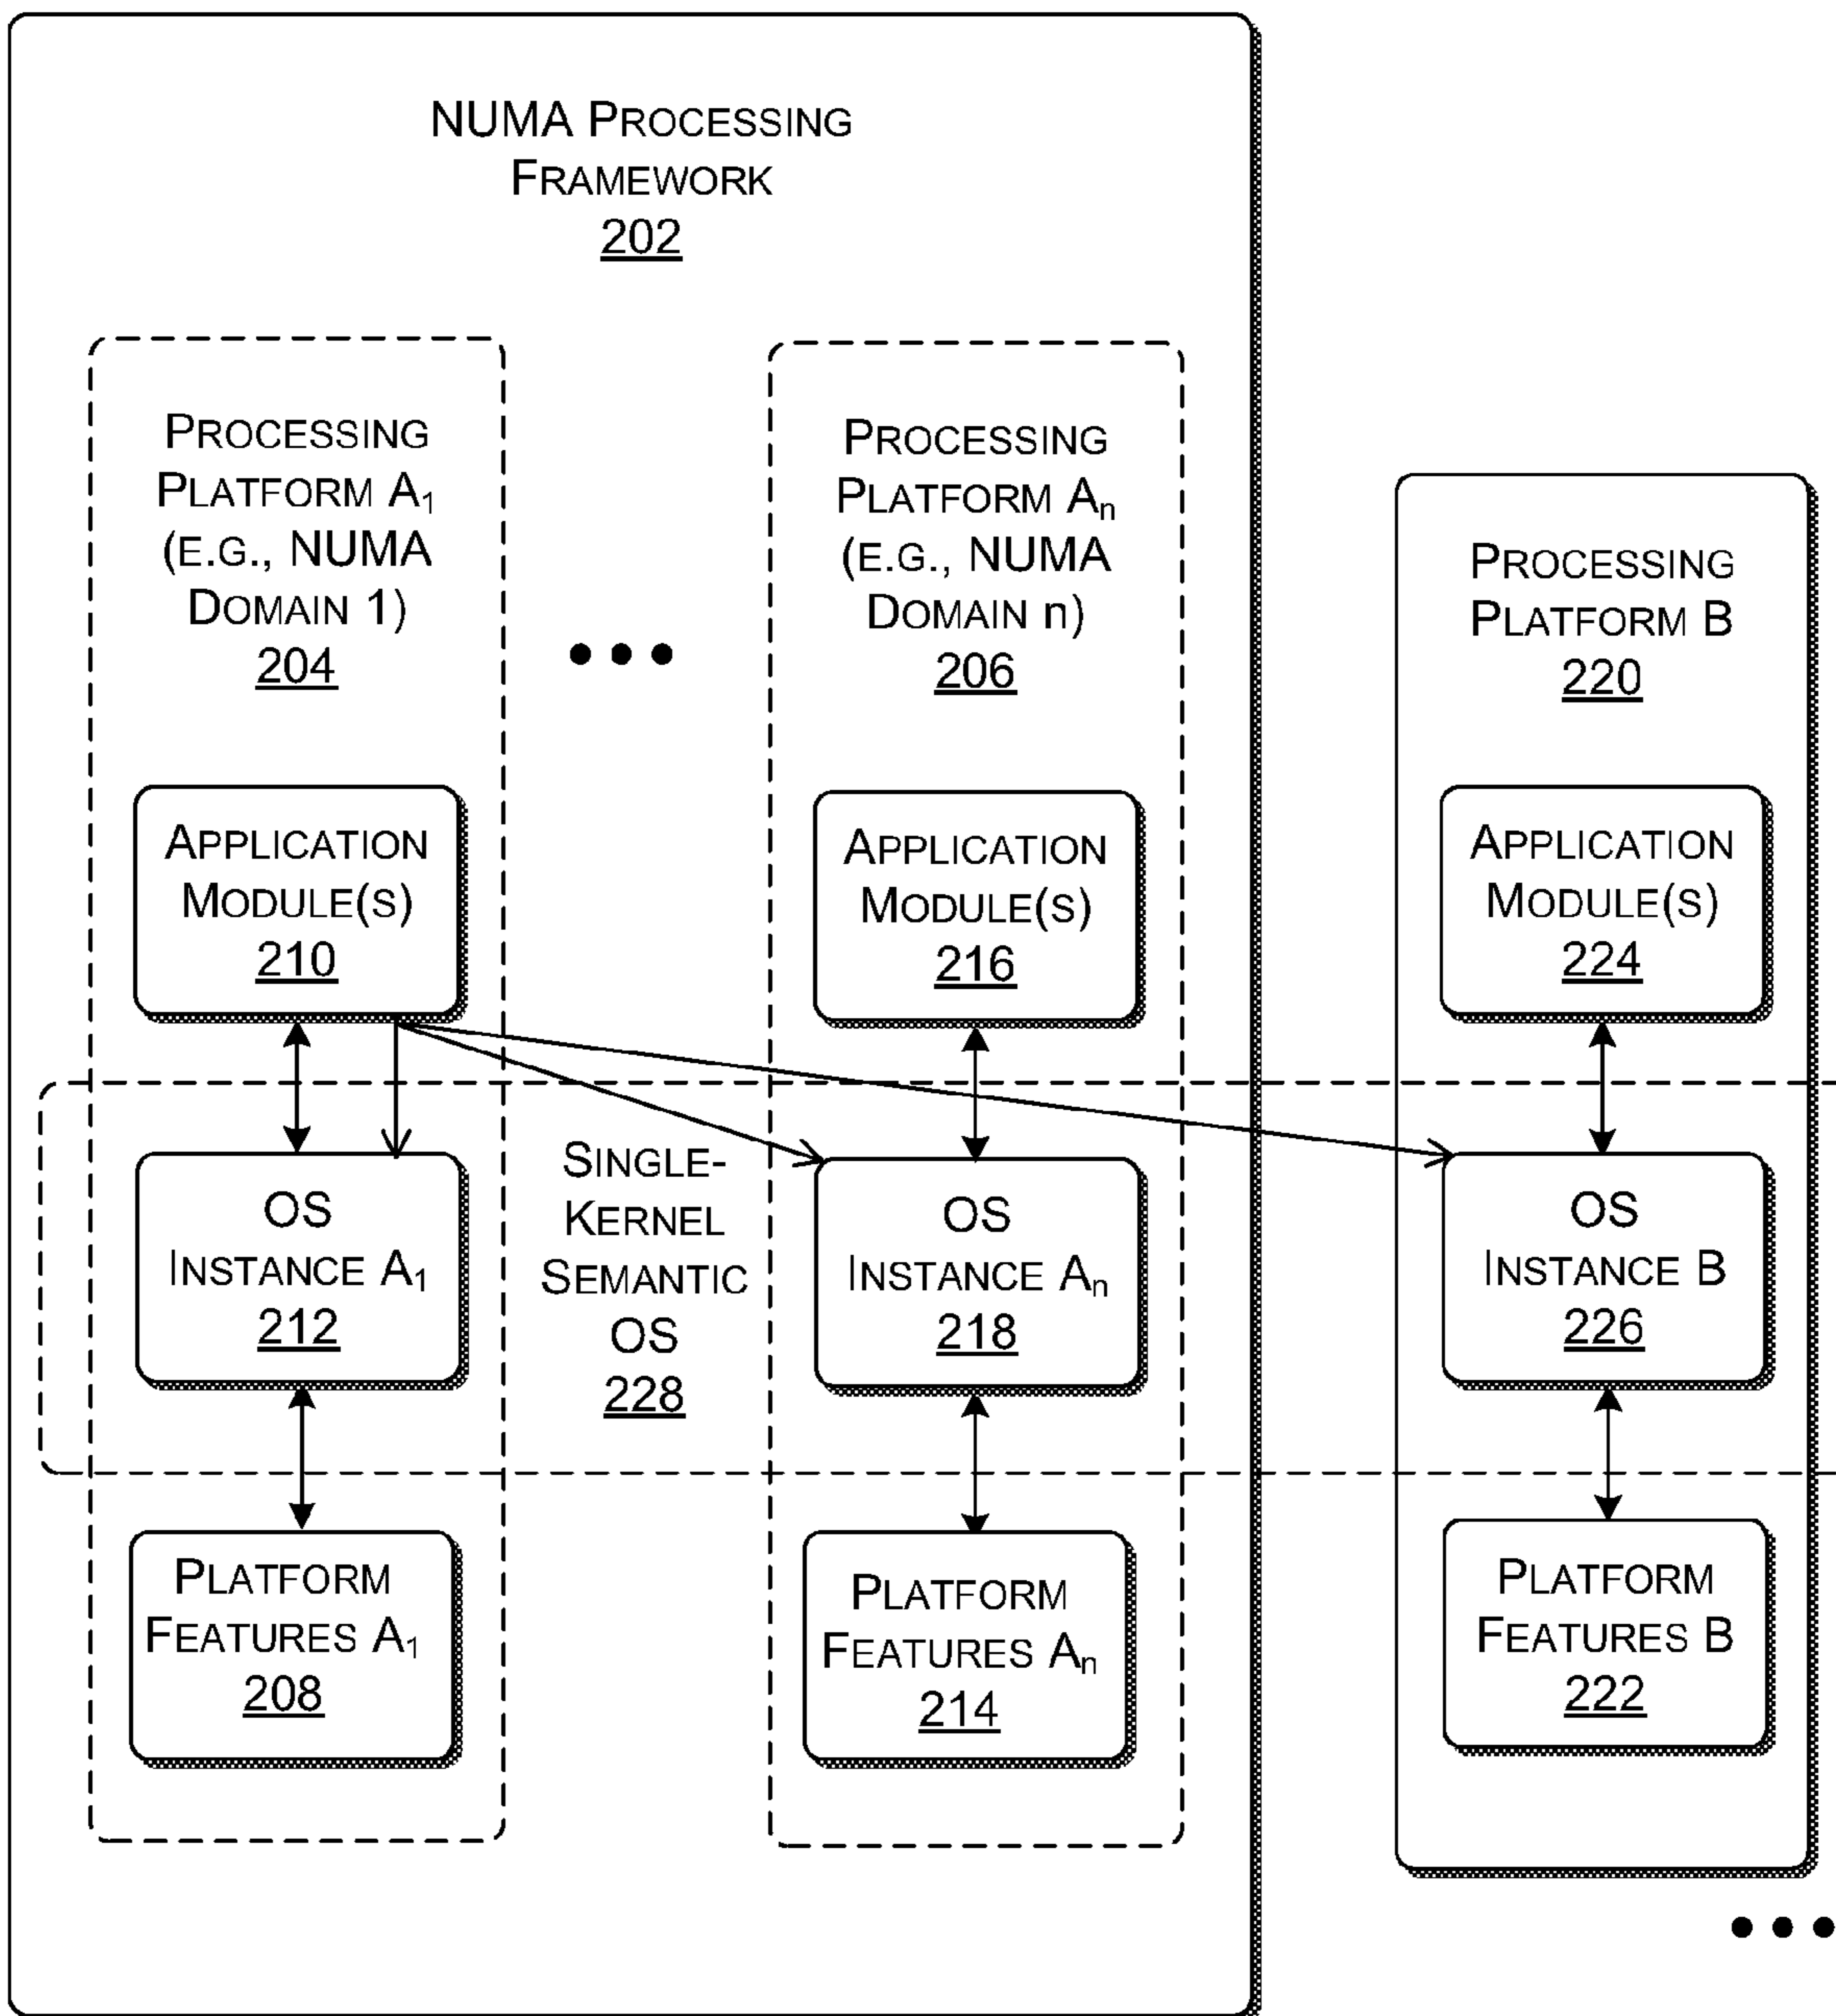 NUMA PROCESSING
FRAMEWORK
202
PROCESSING
PLATFORM A₁
(E.G., NUMA
DOMAIN 1)
204
PROCESSING
PLATFORM Aₙ
(E.G., NUMA
DOMAIN n)
206
PROCESSING
PLATFORM B
220
APPLICATION
MODULE(S)
210
APPLICATION
MODULE(S)
216
APPLICATION
MODULE(S)
224
OS
INSTANCE A₁
212
SINGLE-
KERNEL
SEMANTIC
OS
228
OS
INSTANCE Aₙ
218
OS
INSTANCE B
226
PLATFORM
FEATURES A₁
208
PLATFORM
FEATURES Aₙ
214
PLATFORM
FEATURES B
222